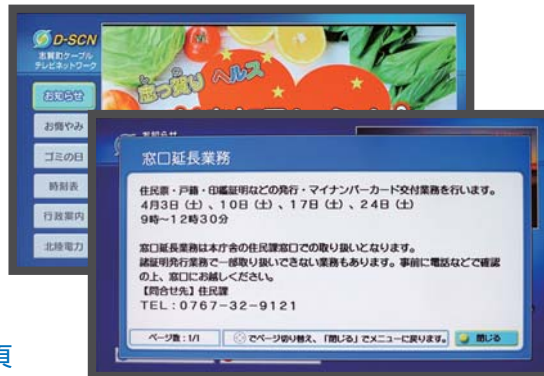 D-SCN
志賀町ケーブル
テレビネットワーク
ヘルス
お知らせ
お悔やみ
ゴミの日
時刻表
行政案内
北陸電力
窓口延長業務
住民票・戸籍・印鑑証明などの発行・マイナンバーカード交付業務を行います。
4月3日（土）、10日（土）、17日（土）、24日（土）
9時～12時30分
窓口延長業務は本庁舎の住民課窓口での取り扱いとなります。
諸証明発行業務で一部取り扱いできない業務もあります。事前に電話などで確認
の上、窓口にお越しください。
【問合せ先】住民課
TEL：0767－32－9121
ページ数：1/1
でページ切り替え、「閉じる」でメニューに戻ります。
閉じる